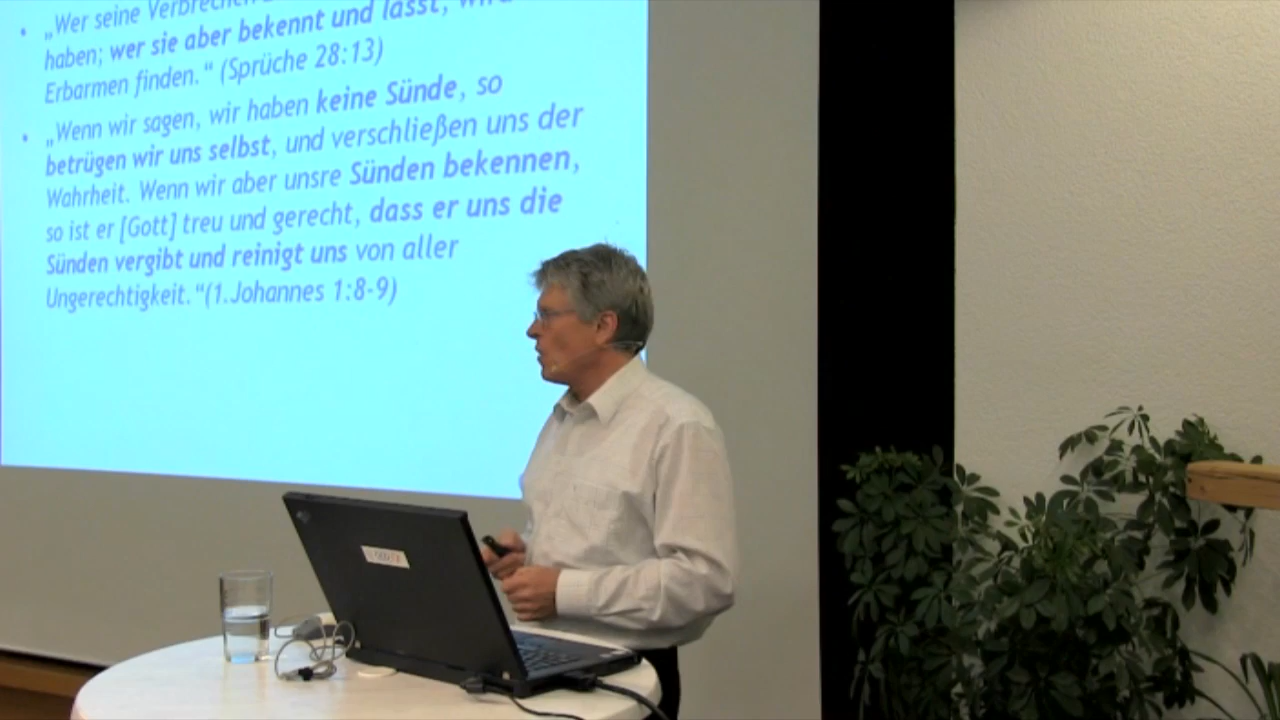 • „Wer seine Verbrechen
haben; wer sie aber bekennt und lässt, wird
Erbarmen finden.“ (Sprüche 28:13)
• „Wenn wir sagen, wir haben keine Sünde, so
betrügen wir uns selbst, und verschließen uns der
Wahrheit. Wenn wir aber unsre Sünden bekennen,
so ist er [Gott] treu und gerecht, dass er uns die
Sünden vergibt und reinigt uns von aller
Ungerechtigkeit.“(1.Johannes 1:8-9)